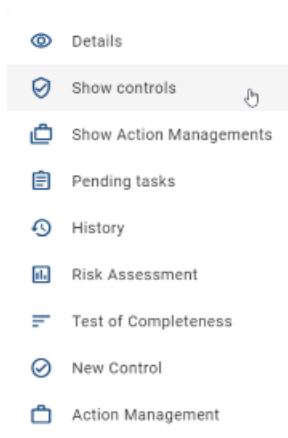 Details
Show controls
Show Action Managements
Pending tasks
History
Risk Assessment
Test of Completeness
New Control
Action Management